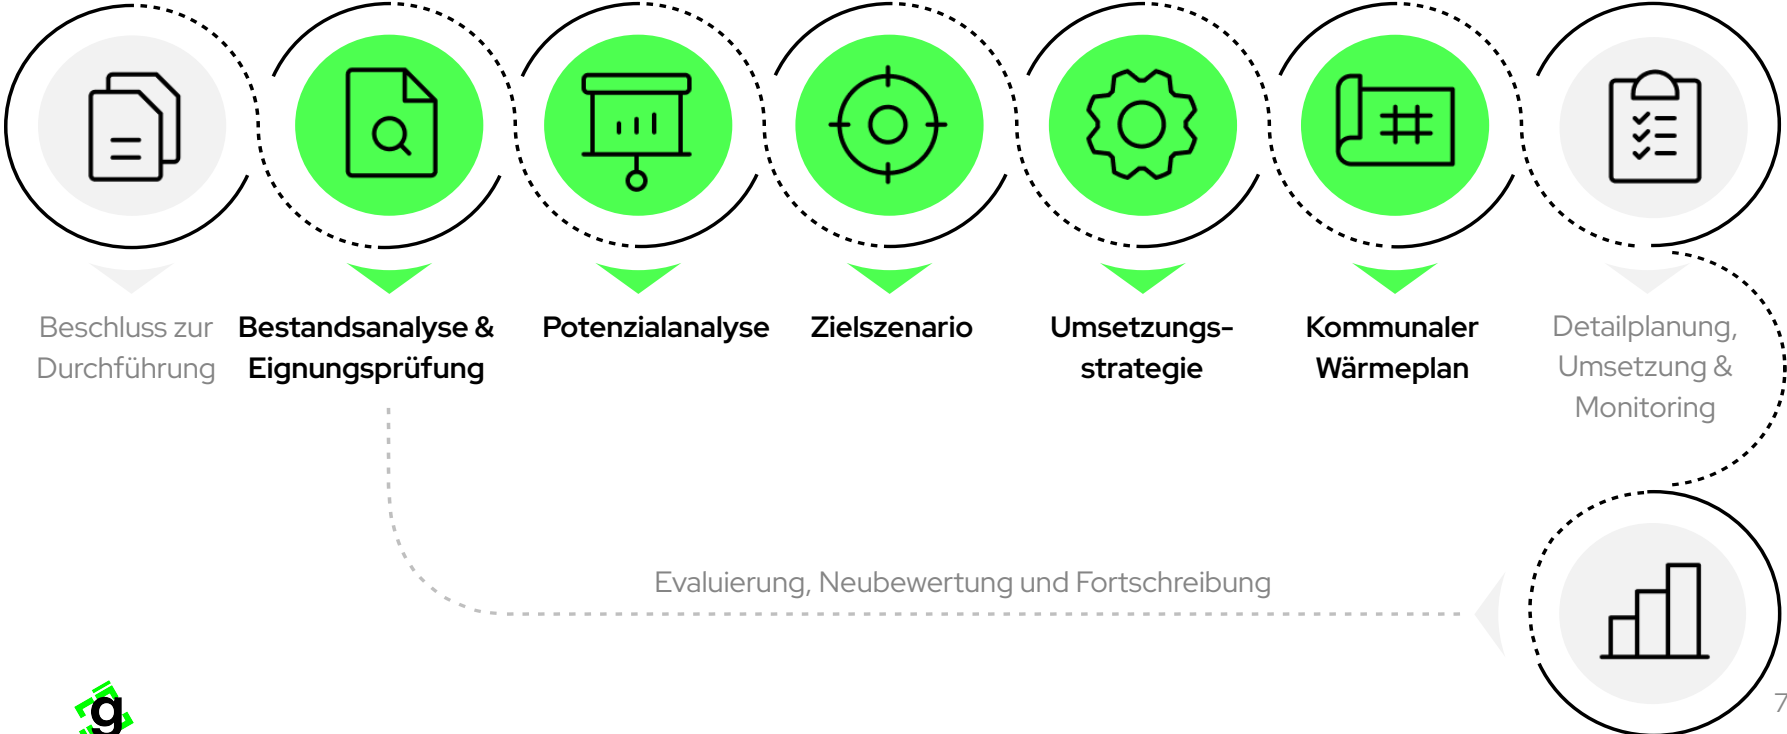 Beschluss zur
Durchführung
Bestandsanalyse &
Eignungsprüfung
Potenzialanalyse
Zielszenario
Umsetzungs-
strategie
Kommunaler
Wärmeplan
Detailplanung,
Umsetzung &
Monitoring
Evaluierung, Neubewertung und Fortschreibung
g
7